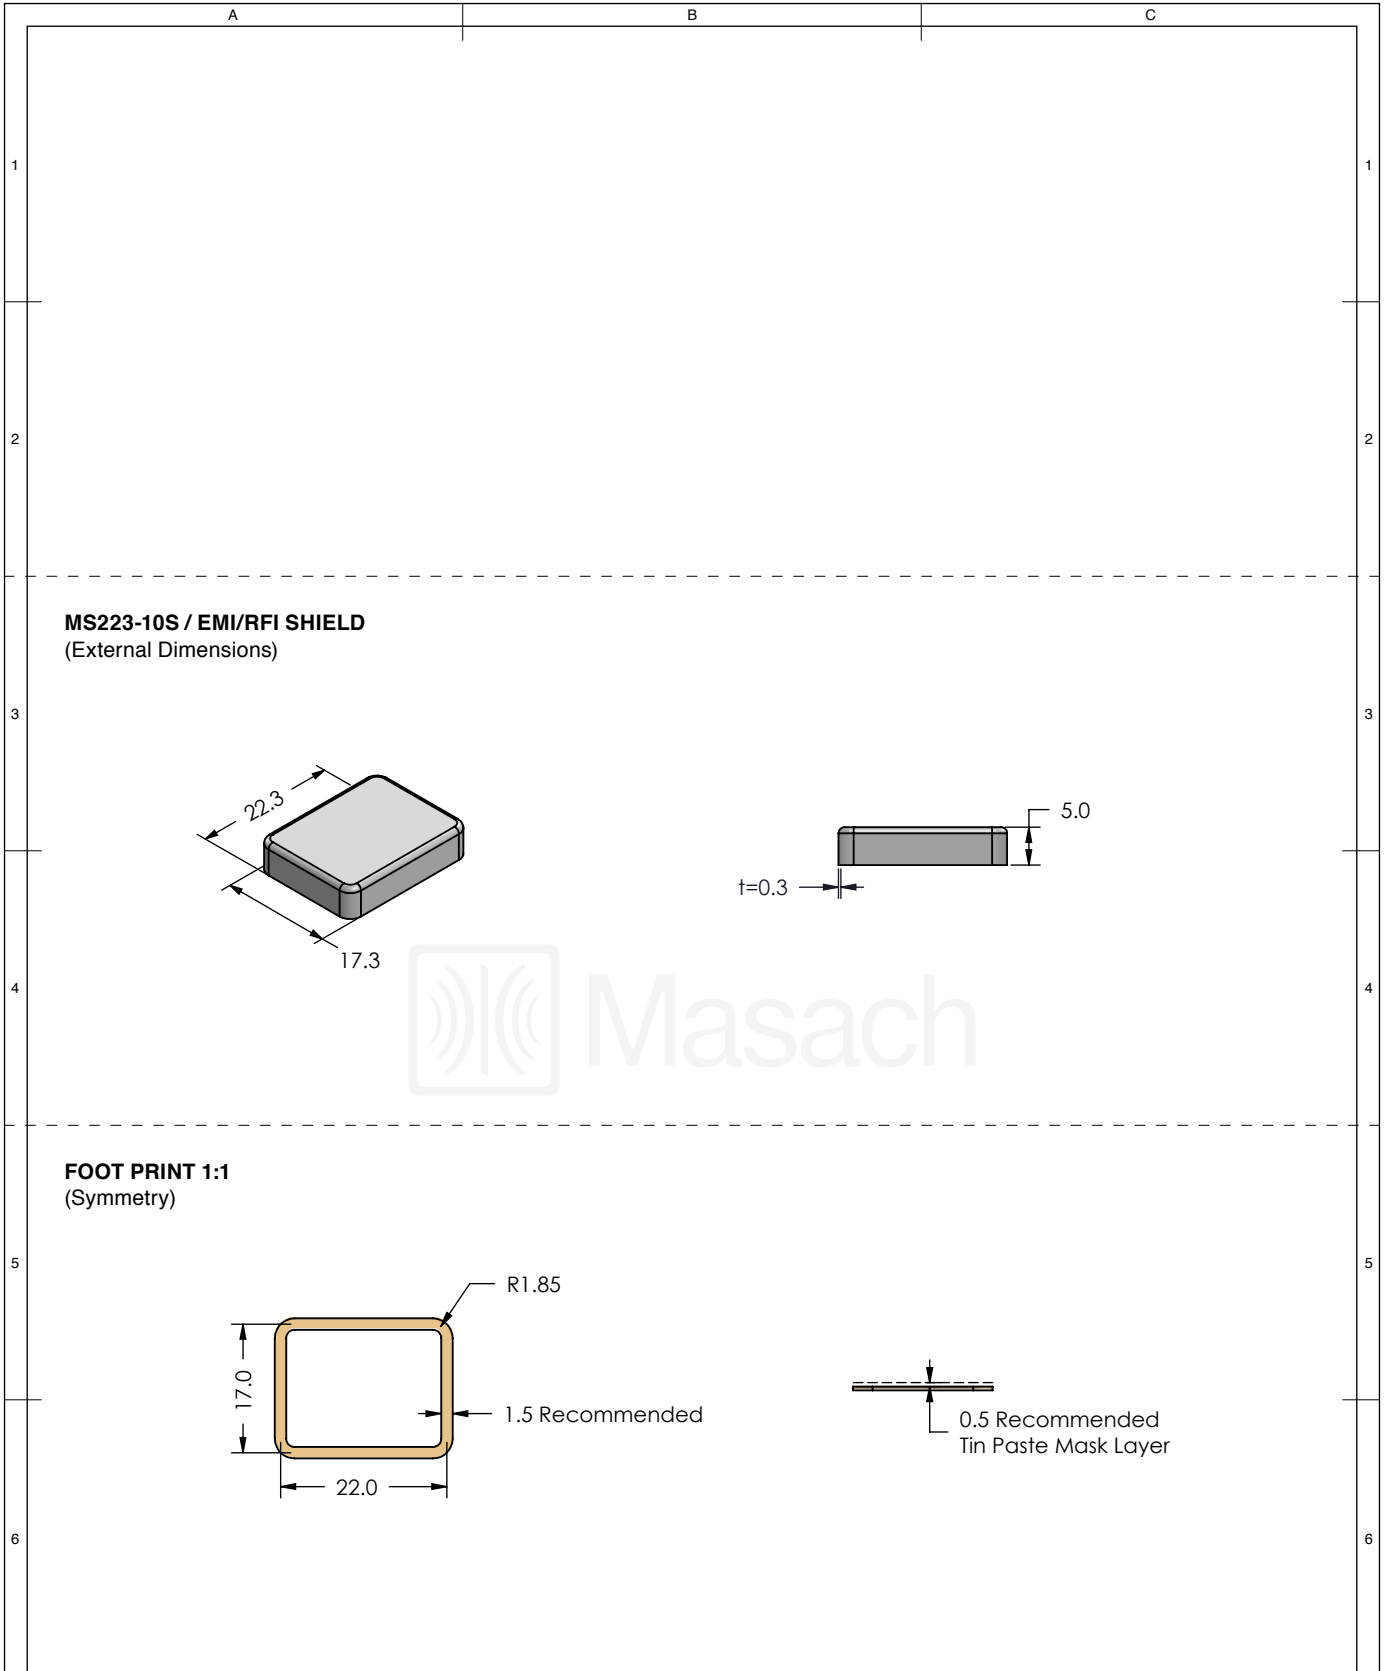 A
B
C
1
1
2
2
MS223-10S / EMI/RFI SHIELD
(External Dimensions)
3
3
22.3
17.3
5.0
t=0.3
4
4
Masach
FOOT PRINT 1:1
(Symmetry)
5
5
R1.85
17.0
1.5 Recommended
22.0
0.5 Recommended
Tin Paste Mask Layer
6
6